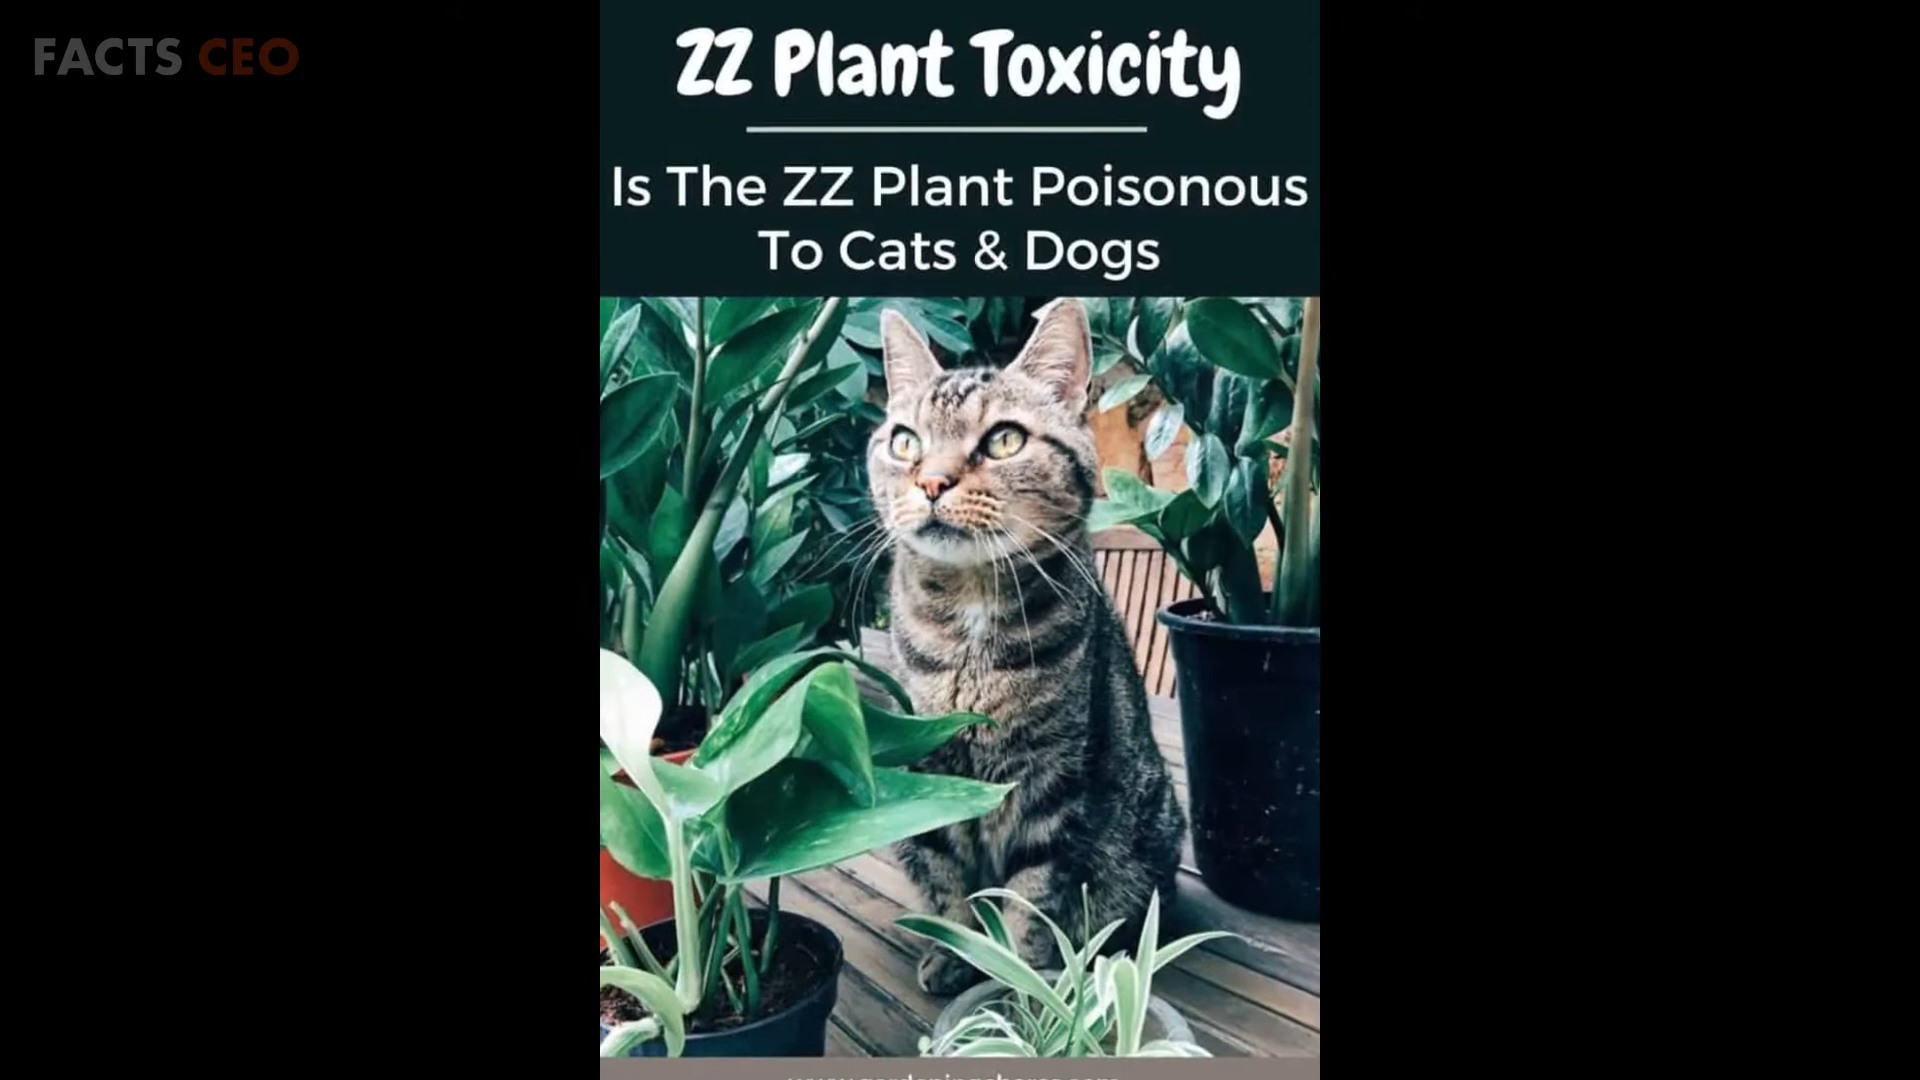 FACTS CEO
ZZ Plant Toxicity
Is The ZZ Plant Poisonous
To Cats & Dogs